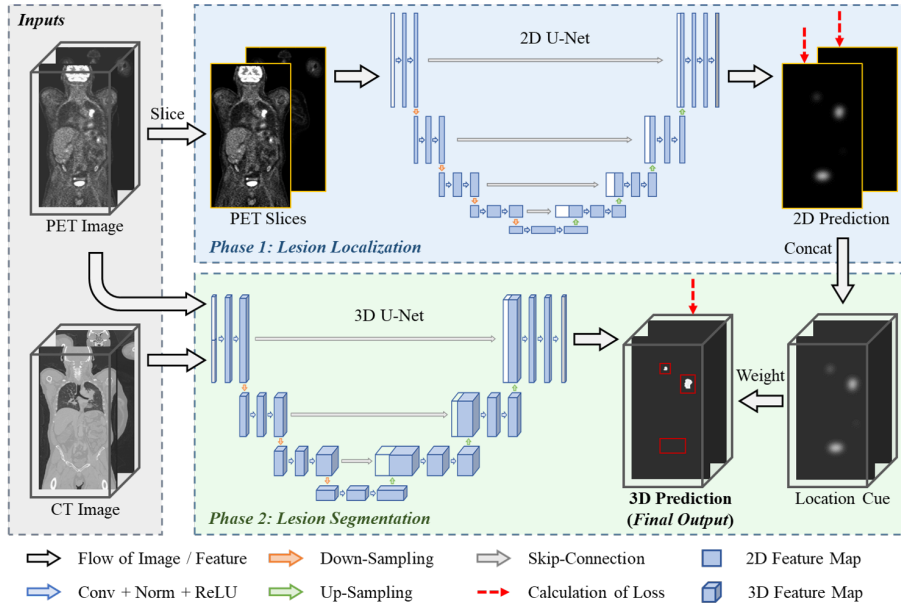 Inputs
PET Image
CT Image
Slice
PET Slices
2D U-Net
2D Prediction
Phase 1: Lesion Localization
Concat
3D U-Net
Weight
3D Prediction
(Final Output)
Location Cue
Phase 2: Lesion Segmentation
Flow of Image / Feature
Down-Sampling
Skip-Connection
2D Feature Map
Conv + Norm + ReLU
Up-Sampling
Calculation of Loss
3D Feature Map